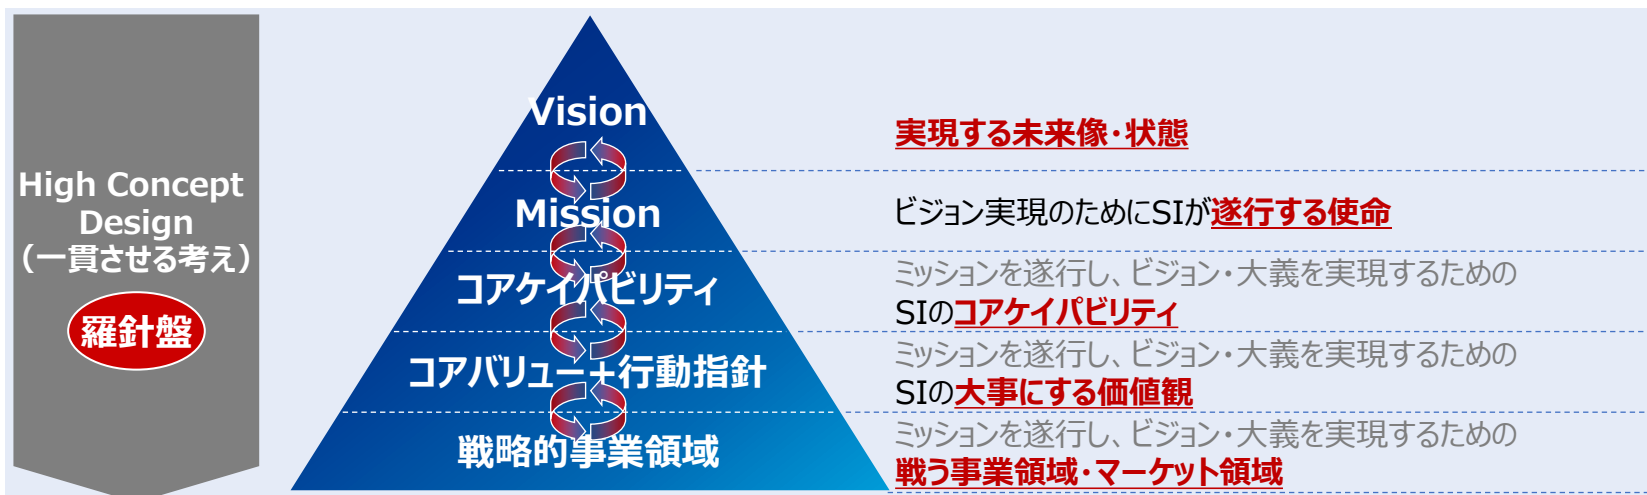 High Concept
Design
（一貫させる考え）
羅針盤
Vision
実現する未来像・状態
Mission
ビジョン実現のためにSIが遂行する使命
コアケイパビリティ
ミッションを遂行し、ビジョン・大義を実現するための
SIのコアケイパビリティ
コアバリュー＋行動指針
ミッションを遂行し、ビジョン・大義を実現するための
SIの大事にする価値観
戦略的事業領域
ミッションを遂行し、ビジョン・大義を実現するための
戦う事業領域・マーケット領域